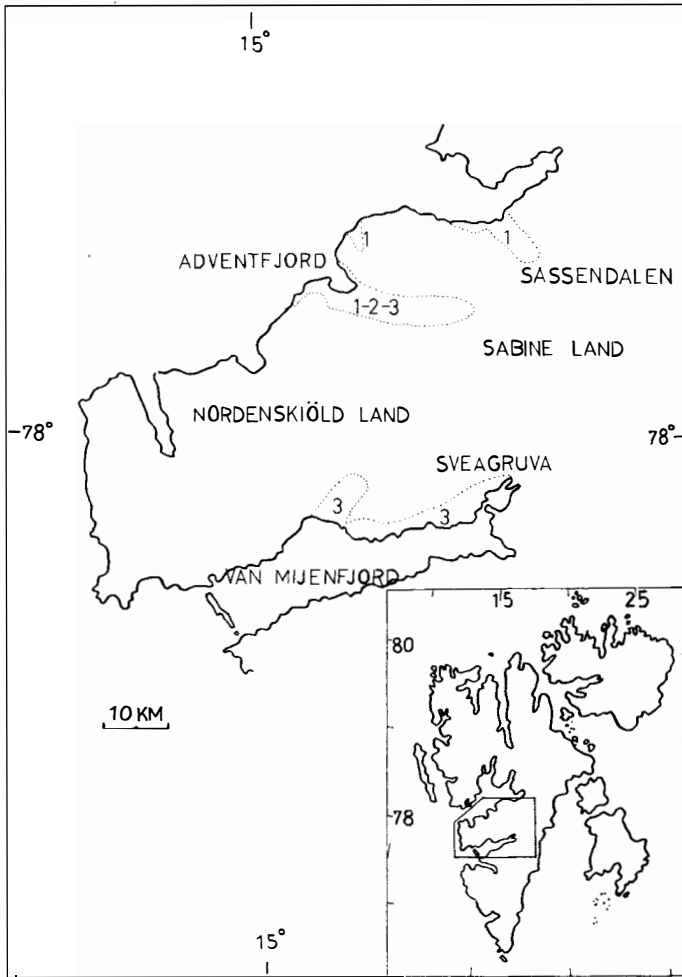 15°
1
1
ADVENTFJORD
SASSENDALEN
1-2-3
SABINE LAND
NORDENSKIÖLD LAND
78°
78°
SVEAGRUVA
3
3
VAN MIJENFJORD
15
25
80
10 KM
78
15°